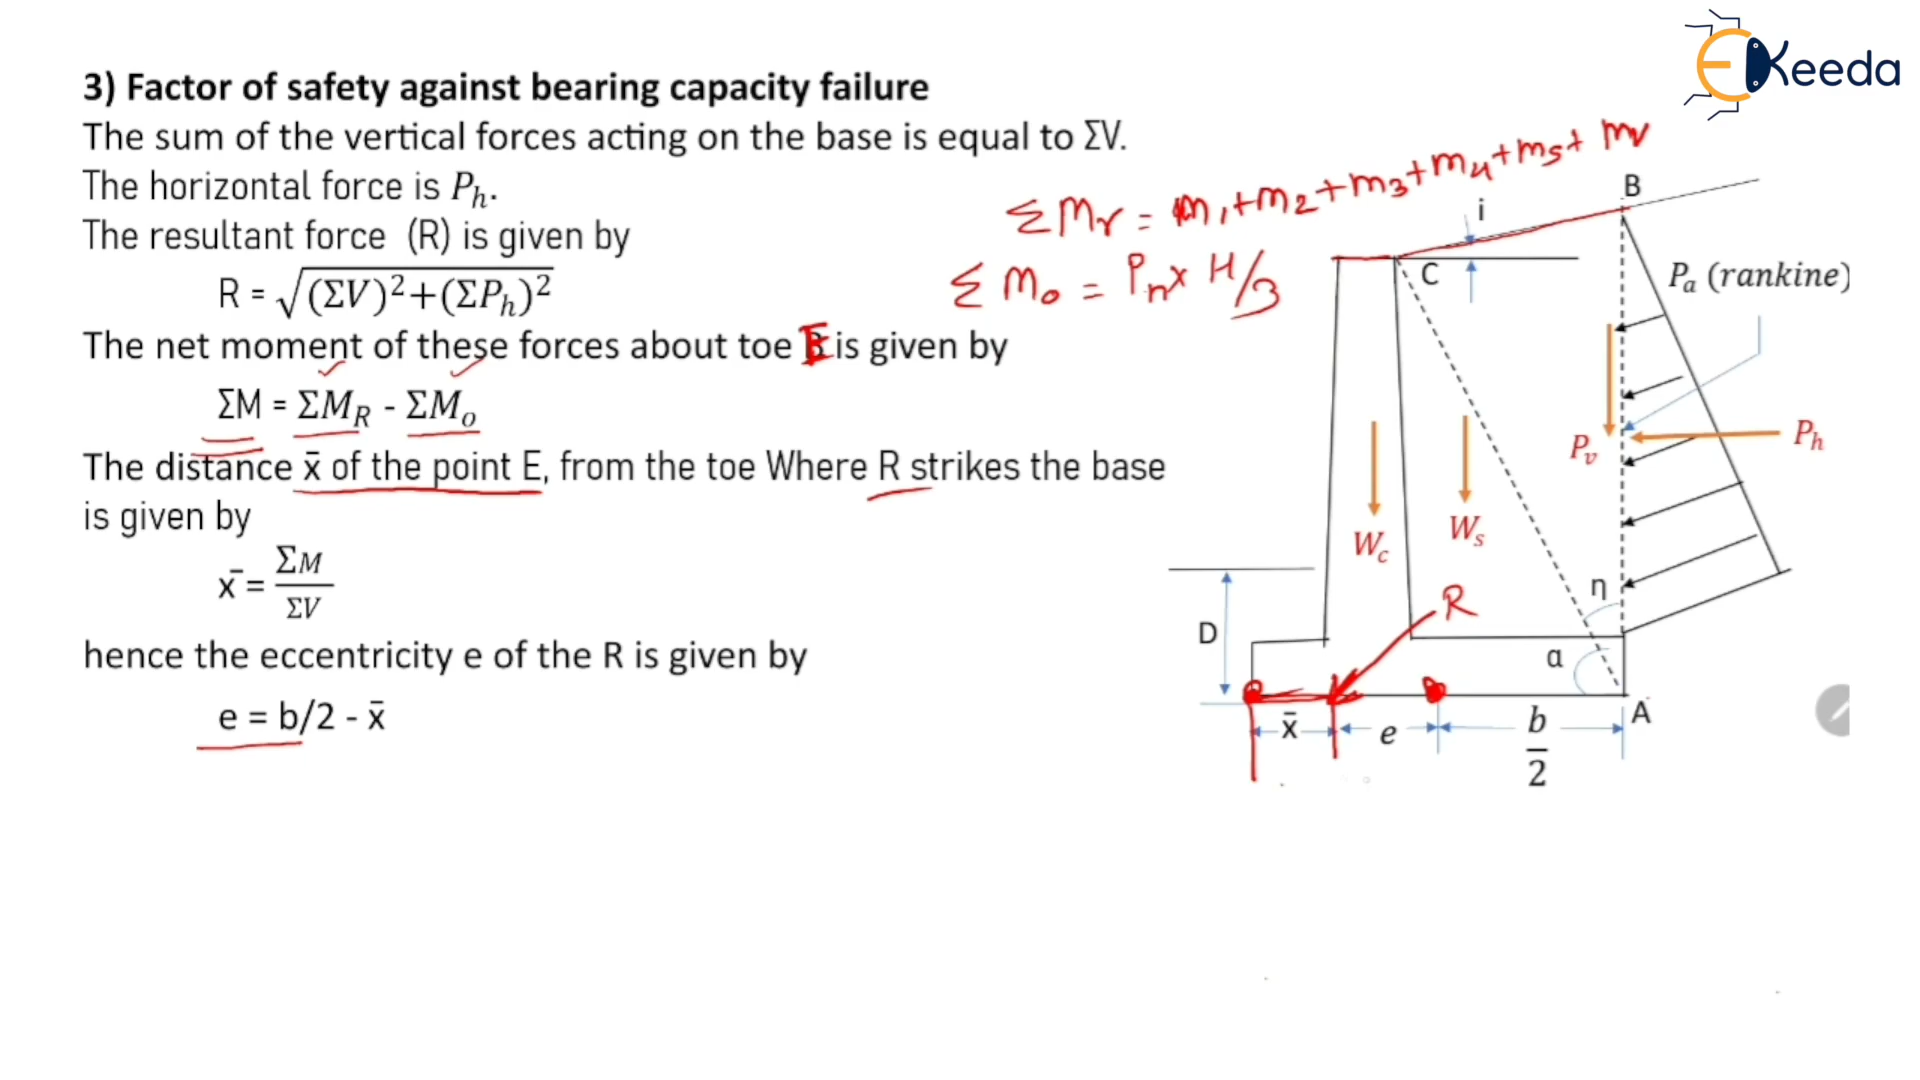 EKeeda
3) Factor of safety against bearing capacity failure
The sum of the vertical forces acting on the base is equal to ΣV.
The horizontal force is Pₕ.
The resultant force (R) is given by
R = √(ΣV)²+(ΣPₕ)²
The net moment of these forces about toe E is given by
ΣM = ΣM_R - ΣMₒ
The distance x̄ of the point E, from the toe Where R strikes the base
is given by
x̄ = ΣM/ΣV
hence the eccentricity e of the R is given by
e = b/2 - x̄
ΣMr = m₁+m₂+m₃+m₄+m₅+mv
ΣMo = Pn x H/3
B
i
C
Pₐ (rankine)
Pᵥ
Pₕ
W_c
Wₛ
η
R
D
α
A
x̄
e
b/2